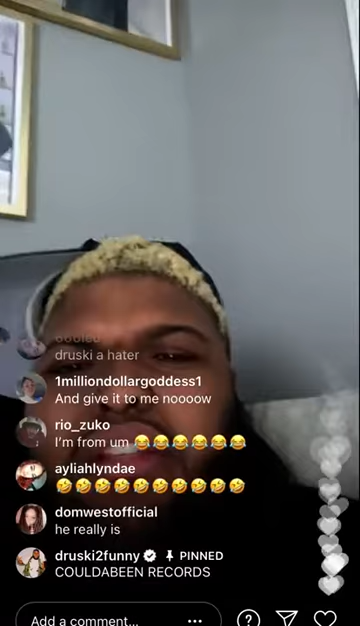 druski a hater
1milliondollargoddess1
And give it to me noooow
rio_zuko
I'm from um 😂😂😂😂😂😂
ayliahlyndae
🤣🤣🤣🤣🤣🤣🤣🤣🤣🤣
domwestofficial
he really is
druski2funny PINNED
COULDABEEN RECORDS
Add a comment...